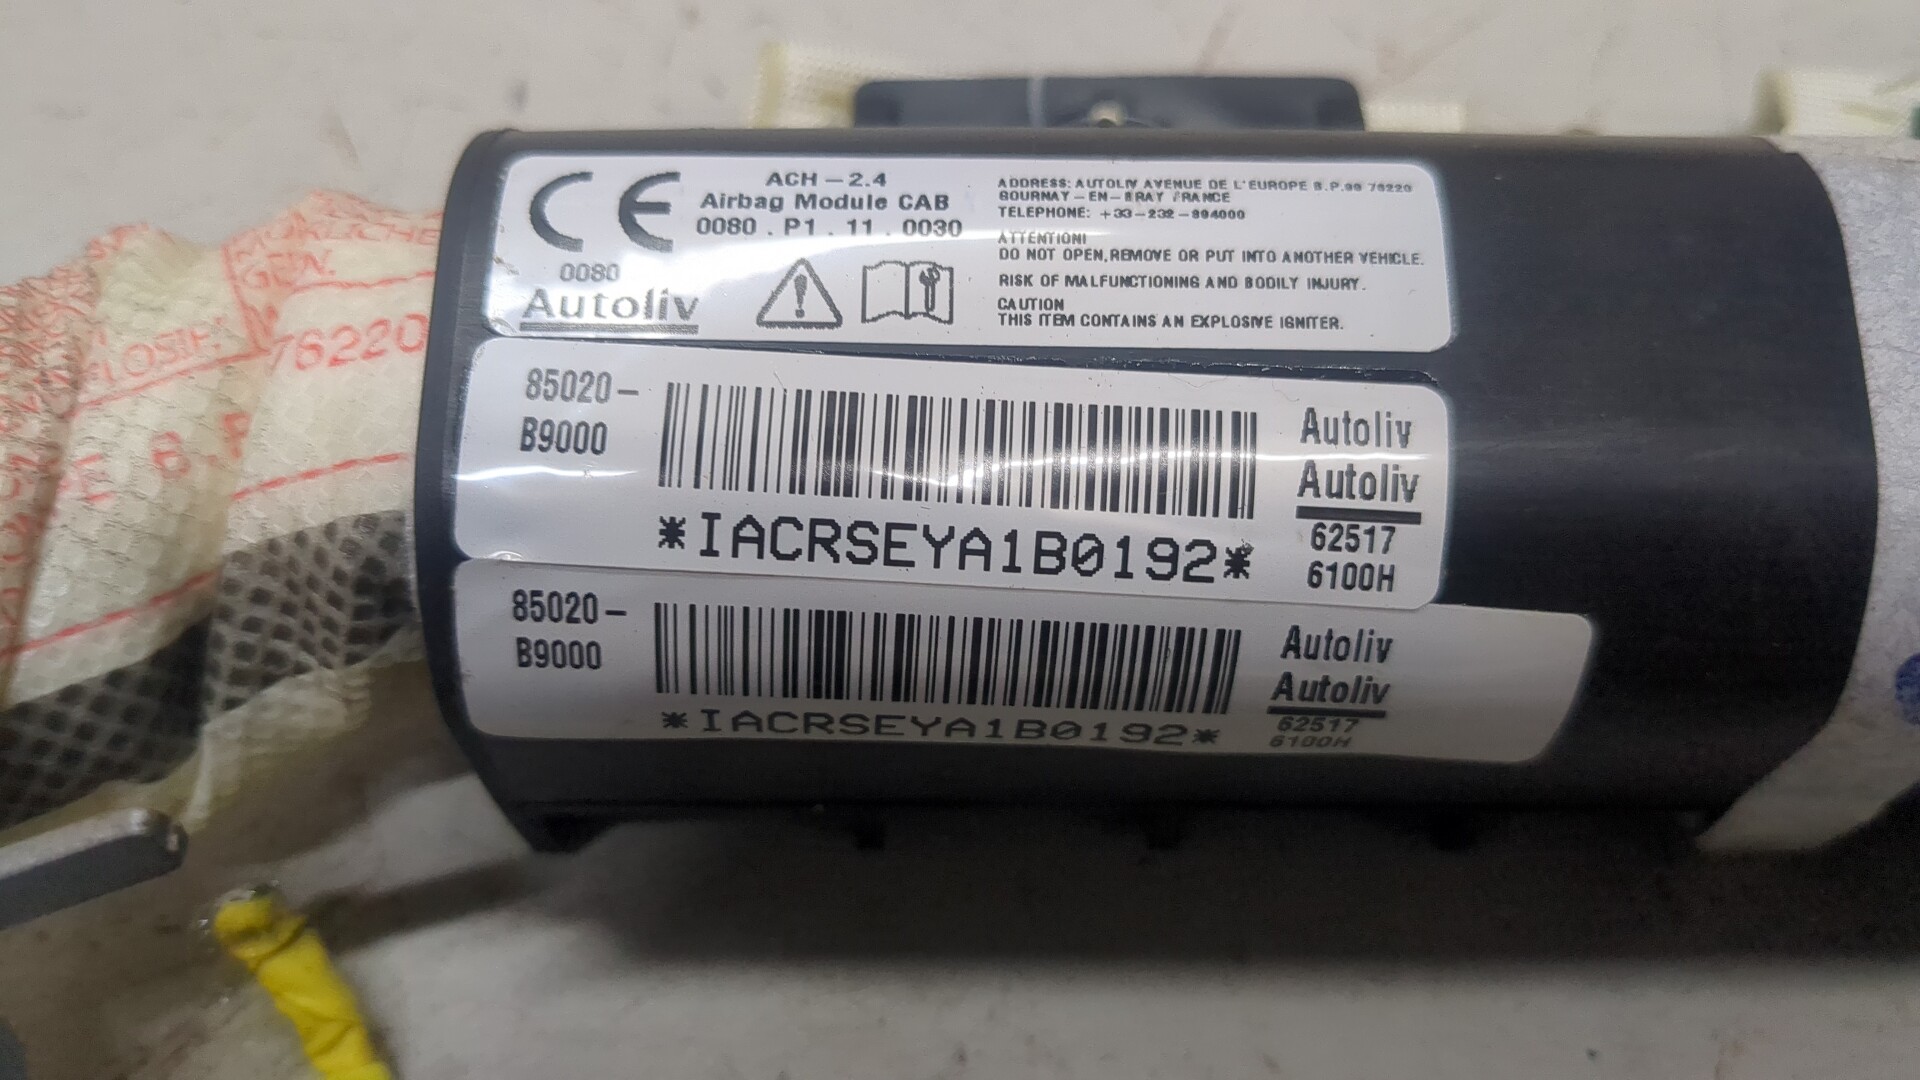 ACH - 2.4
Airbag Module CAB
0080 . P1 . 11 . 0030
CE
0080
Autoliv
ADDRESS: AUTOLIV AVENUE DE L'EUROPE B.P.90 76220
GOURNAY-EN-BRAY FRANCE
TELEPHONE: +33-232-894000
ATTENTION!
DO NOT OPEN, REMOVE OR PUT INTO ANOTHER VEHICLE.
RISK OF MALFUNCTIONING AND BODILY INJURY.
CAUTION
THIS ITEM CONTAINS AN EXPLOSIVE IGNITER.
85020-
B9000
*IACRSEYA1B0192*
Autoliv
Autoliv
62517
6100H
85020-
B9000
*IACRSEYA1B0192*
Autoliv
Autoliv
62517
6100H
76220